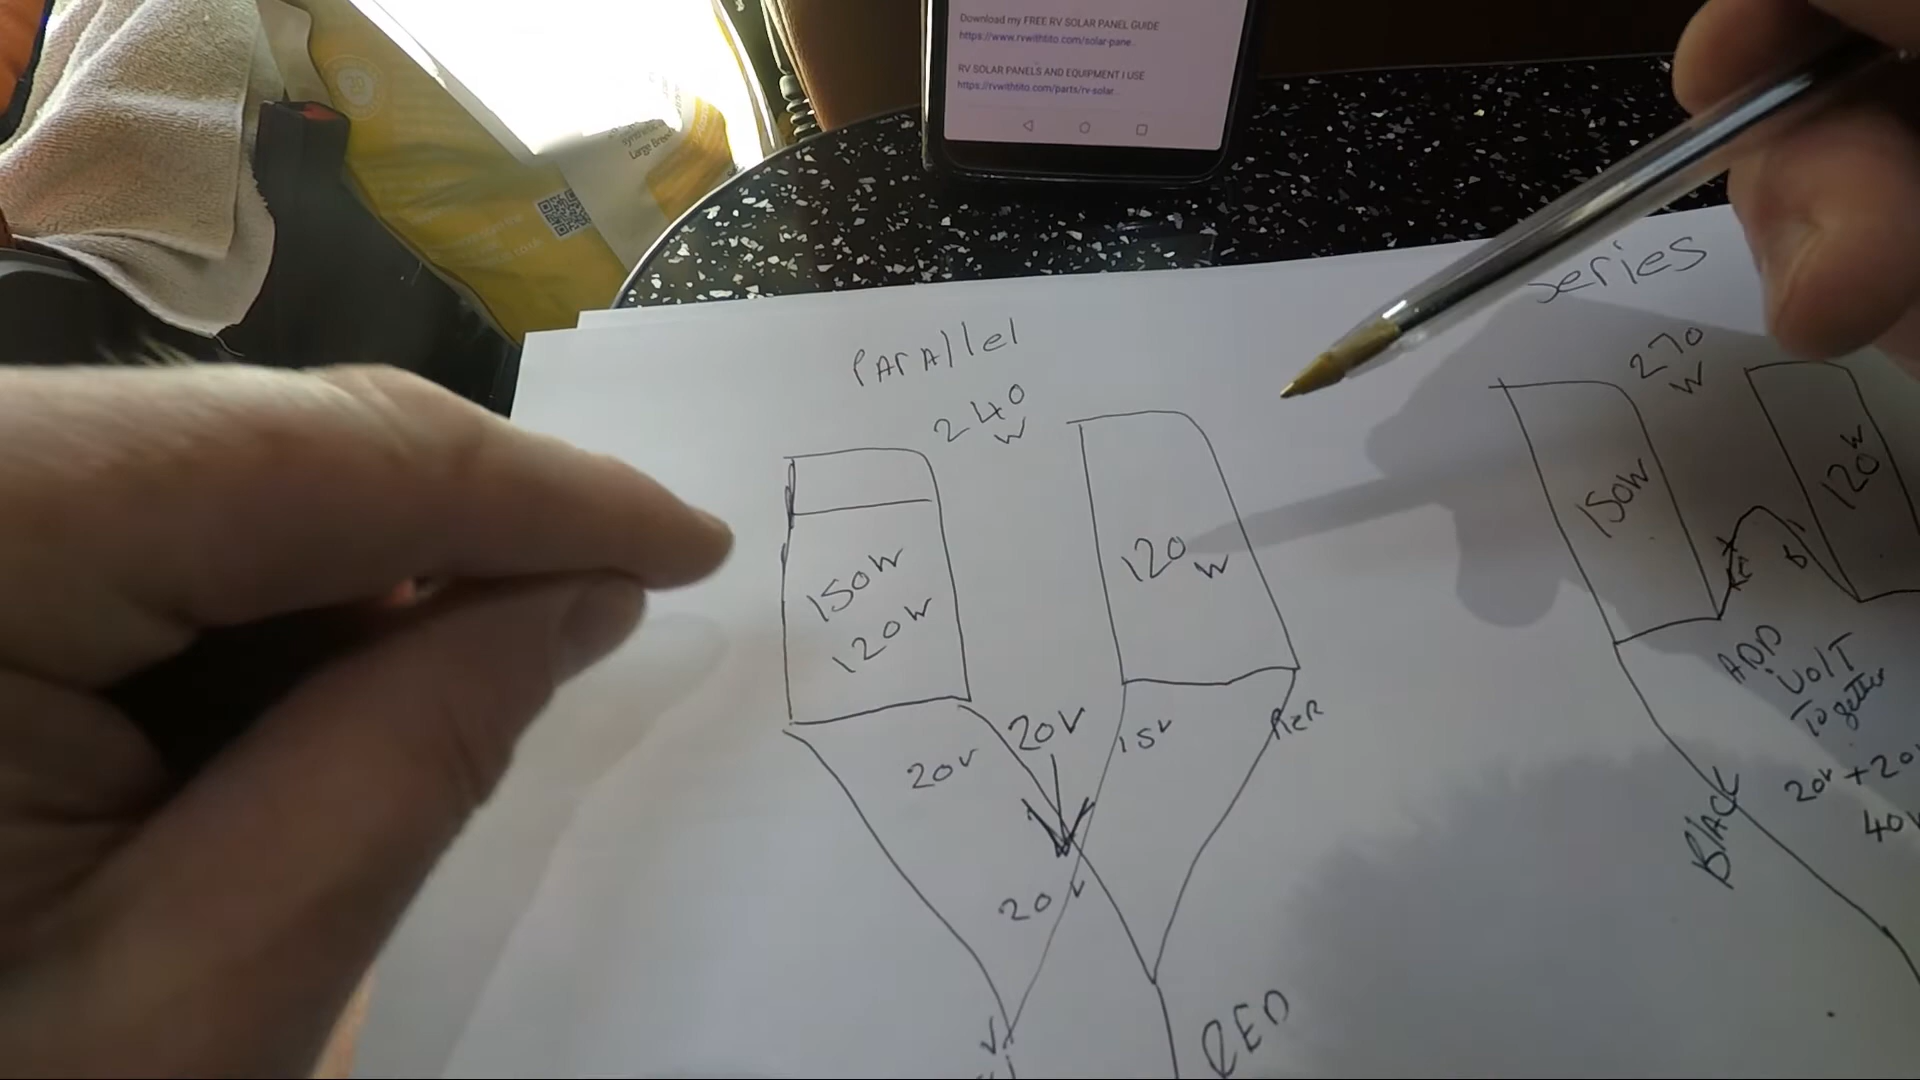 Download my FREE RV SOLAR PANEL GUIDE
https://www.rvwithtito.com/solar-pane...
RV SOLAR PANELS AND EQUIPMENT I USE
https://rvwithtito.com/parts/rv-solar...
Large Breed
PArAllel
240
W
150W
120W
120
W
20V
20V
15V
20V
RED
series
270
W
150W
120W
B
ADD
VOLT
Together
20V + 20V
40V
BlACK